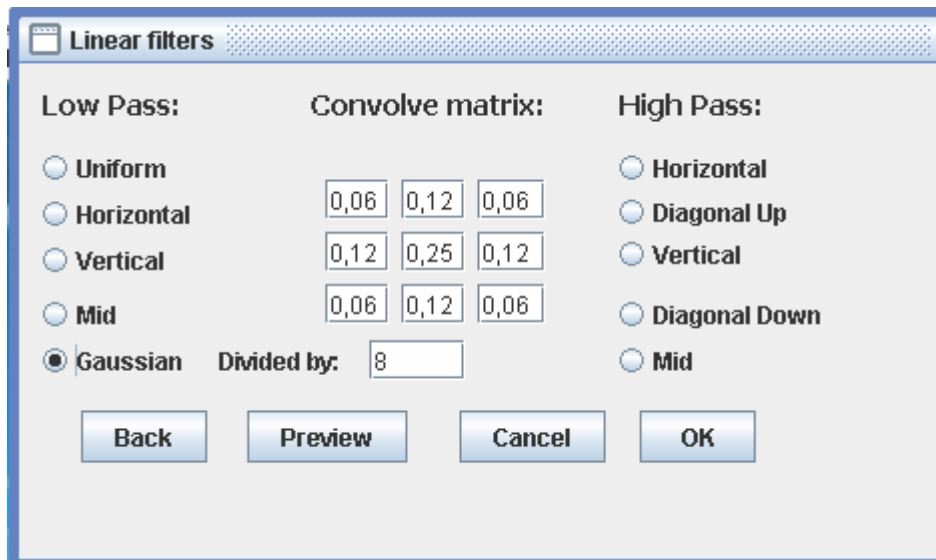 Linear filters
Low Pass: Convolve matrix: High Pass:
Uniform Horizontal
0,06 0,12 0,06
Horizontal Diagonal Up
Vertical 0,12 0,25 0,12 Vertical
Mid 0,06 0,12 0,06 Diagonal Down
Gaussian Divided by: 8 Mid
Back Preview Cancel OK